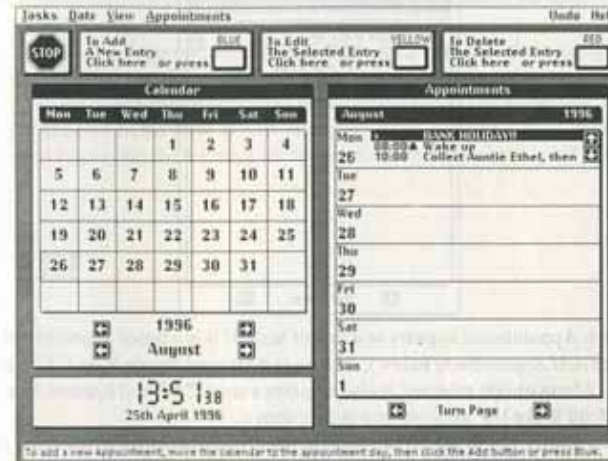 Tasks Date View Appointments Undo Hel
STOP
To Add BLUE
A New Entry
Click here or press
To Edit YELLOW
The Selected Entry
Click here or press
To Delete RED
The Selected Entry
Click here or press
Calendar
Mon Tue Wed Thu Fri Sat Sun
1 2 3 4
5 6 7 8 9 10 11
12 13 14 15 16 17 18
19 20 21 22 23 24 25
26 27 28 29 30 31
1996
August
13:51 38
25th April 1996
Appointments
August 1996
Mon BANK HOLIDAY!!
08:00 Wake up
26 10:00 Collect Auntie Ethel, then
Tue
27
Wed
28
Thu
29
Fri
30
Sat
31
Sun
1
Turn Page
To add a new Appointment, move the calendar to the appointment day, then click the Add button or press Blue.